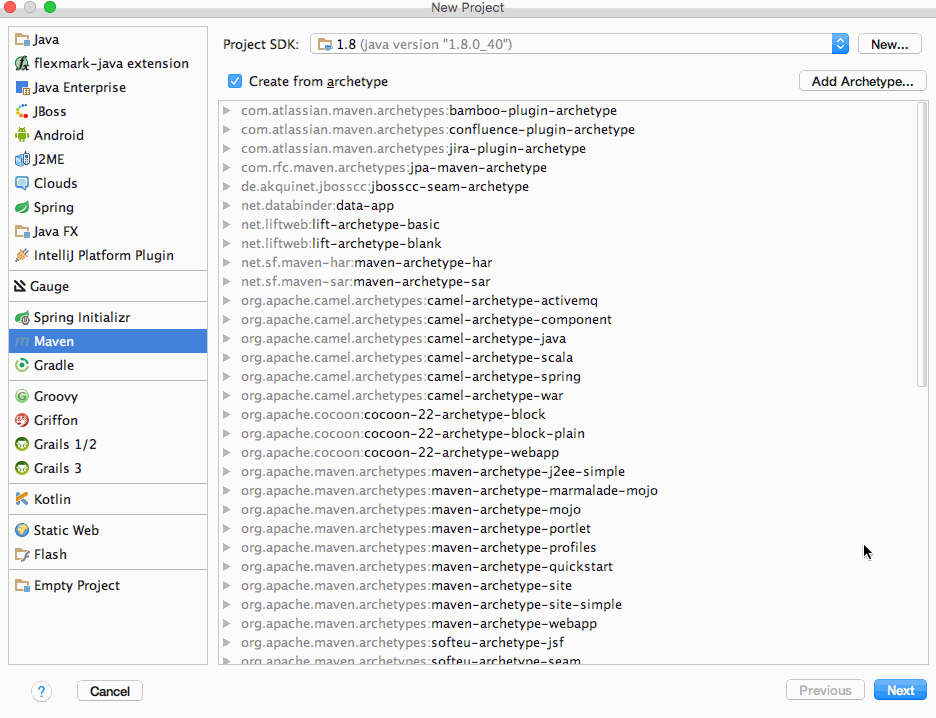 New Project
Java
flexmark-java extension
Java Enterprise
JBoss
Android
J2ME
Clouds
Spring
Java FX
IntelliJ Platform Plugin
Gauge
Spring Initializr
Maven
Gradle
Groovy
Griffon
Grails 1/2
Grails 3
Kotlin
Static Web
Flash
Empty Project
Project SDK: 1.8 (java version "1.8.0_40") New...
Create from archetype Add Archetype...
com.atlassian.maven.archetypes:bamboo-plugin-archetype
com.atlassian.maven.archetypes:confluence-plugin-archetype
com.atlassian.maven.archetypes:jira-plugin-archetype
com.rfc.maven.archetypes:jpa-maven-archetype
de.akquinet.jbosscc:jbosscc-seam-archetype
net.databinder:data-app
net.liftweb:lift-archetype-basic
net.liftweb:lift-archetype-blank
net.sf.maven-har:maven-archetype-har
net.sf.maven-sar:maven-archetype-sar
org.apache.camel.archetypes:camel-archetype-activemq
org.apache.camel.archetypes:camel-archetype-component
org.apache.camel.archetypes:camel-archetype-java
org.apache.camel.archetypes:camel-archetype-scala
org.apache.camel.archetypes:camel-archetype-spring
org.apache.camel.archetypes:camel-archetype-war
org.apache.cocoon:cocoon-22-archetype-block
org.apache.cocoon:cocoon-22-archetype-block-plain
org.apache.cocoon:cocoon-22-archetype-webapp
org.apache.maven.archetypes:maven-archetype-j2ee-simple
org.apache.maven.archetypes:maven-archetype-marmalade-mojo
org.apache.maven.archetypes:maven-archetype-mojo
org.apache.maven.archetypes:maven-archetype-portlet
org.apache.maven.archetypes:maven-archetype-profiles
org.apache.maven.archetypes:maven-archetype-quickstart
org.apache.maven.archetypes:maven-archetype-site
org.apache.maven.archetypes:maven-archetype-site-simple
org.apache.maven.archetypes:maven-archetype-webapp
org.apache.maven.archetypes:softeu-archetype-jsf
org.apache.maven.archetypes:softeu-archetype-seam
? Cancel Previous Next